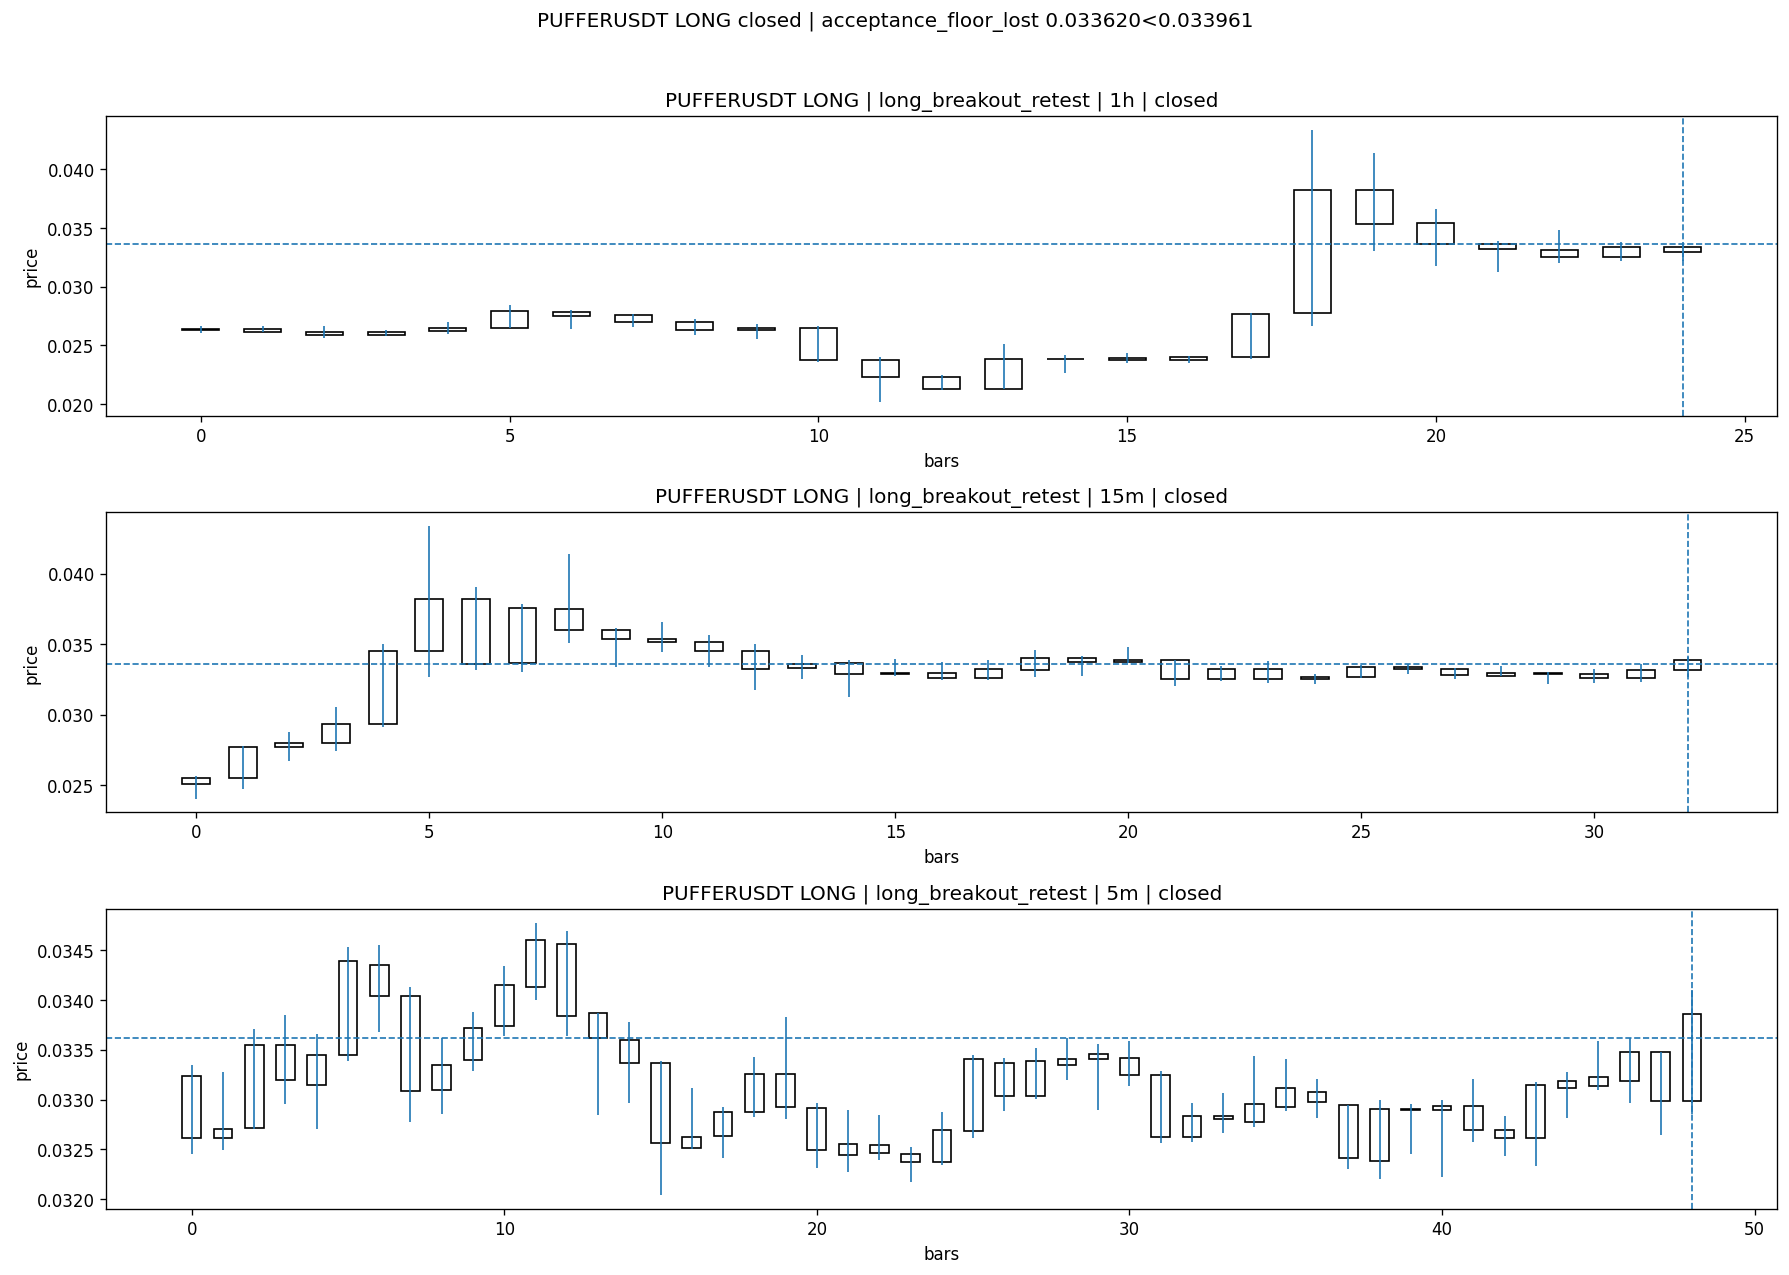 PUFFERUSDT LONG closed | acceptance_floor_lost 0.033620<0.033961
PUFFERUSDT LONG | long_breakout_retest | 1h | closed
0.040
0.035
0.030
0.025
0.020
price
0 5 10 15 20 25
bars
PUFFERUSDT LONG | long_breakout_retest | 15m | closed
0.040
0.035
0.030
0.025
price
0 5 10 15 20 25 30
bars
PUFFERUSDT LONG | long_breakout_retest | 5m | closed
0.0345
0.0340
0.0335
0.0330
0.0325
0.0320
price
0 10 20 30 40 50
bars